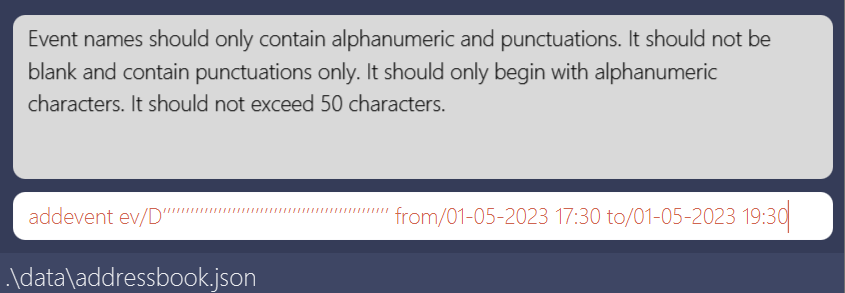 Event names should only contain alphanumeric and punctuations. It should not be
blank and contain punctuations only. It should only begin with alphanumeric
characters. It should not exceed 50 characters.
addevent ev/D'''''''''''''''''''''''''''''''''''''''''''''''''' from/01-05-2023 17:30 to/01-05-2023 19:30
.\data\addressbook.json